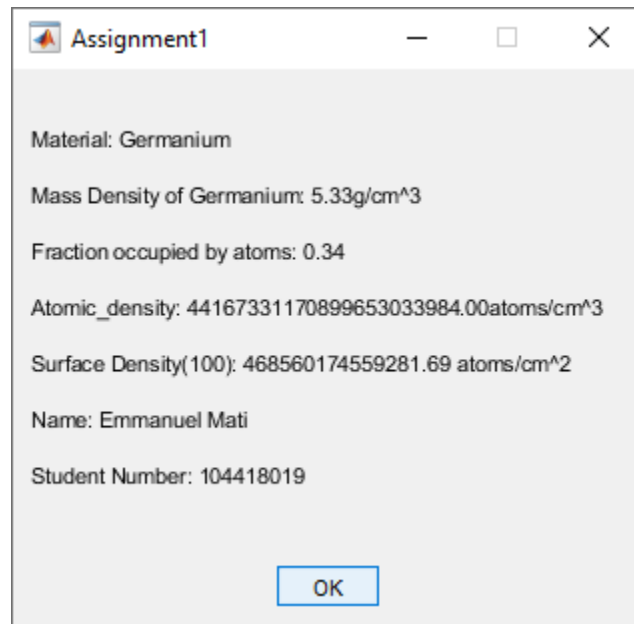 Assignment1
Material: Germanium
Mass Density of Germanium: 5.33g/cm^3
Fraction occupied by atoms: 0.34
Atomic_density: 44167331170899653033984.00atoms/cm^3
Surface Density(100): 468560174559281.69 atoms/cm^2
Name: Emmanuel Mati
Student Number: 104418019
OK